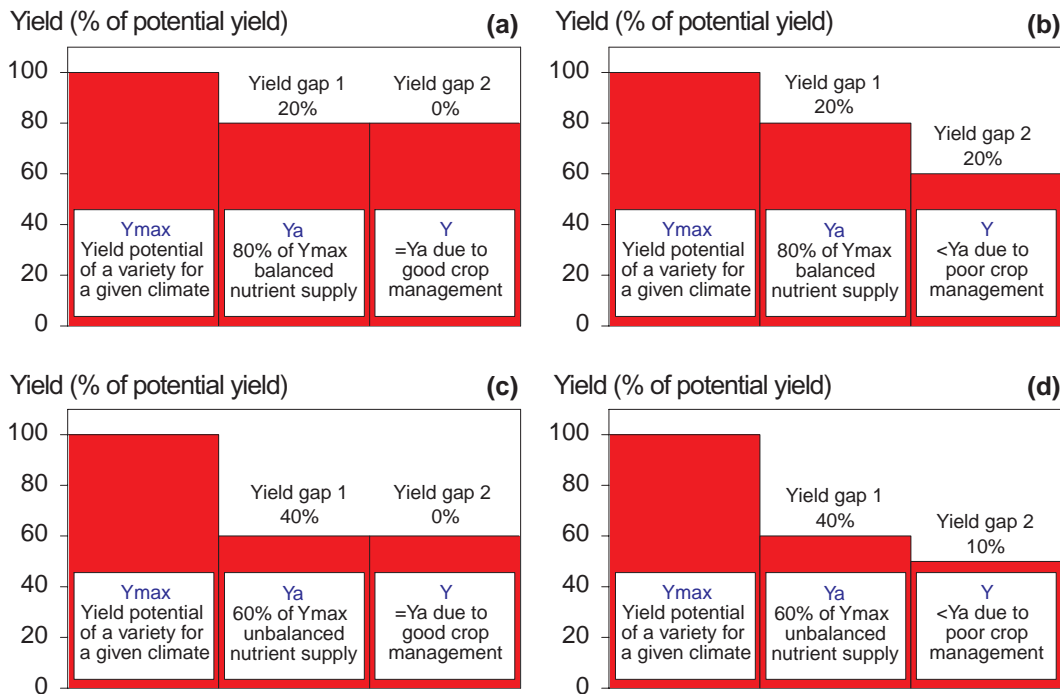 Yield (% of potential yield) (a)
100
80
60
40
20
0
Yield gap 1
20%
Yield gap 2
0%
Ymax
Yield potential
of a variety for
a given climate
Ya
80% of Ymax
balanced
nutrient supply
Y
=Ya due to
good crop
management
Yield (% of potential yield) (b)
100
80
60
40
20
0
Yield gap 1
20%
Yield gap 2
20%
Ymax
Yield potential
of a variety for
a given climate
Ya
80% of Ymax
balanced
nutrient supply
Y
<Ya due to
poor crop
management
Yield (% of potential yield) (c)
100
80
60
40
20
0
Yield gap 1
40%
Yield gap 2
0%
Ymax
Yield potential
of a variety for
a given climate
Ya
60% of Ymax
unbalanced
nutrient supply
Y
=Ya due to
good crop
management
Yield (% of potential yield) (d)
100
80
60
40
20
0
Yield gap 1
40%
Yield gap 2
10%
Ymax
Yield potential
of a variety for
a given climate
Ya
60% of Ymax
unbalanced
nutrient supply
Y
<Ya due to
poor crop
management